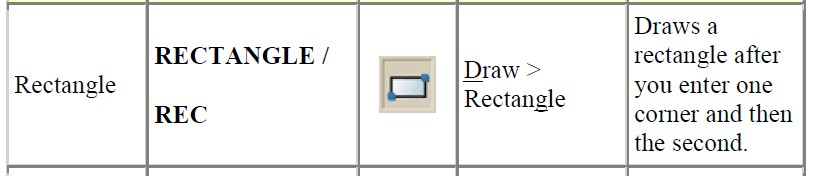 Rectangle
RECTANGLE /
REC
Draw >
Rectangle
Draws a
rectangle after
you enter one
corner and then
the second.